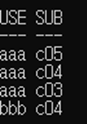 USE SUB
--- ---
aaa c05
aaa c04
aaa c03
bbb c04